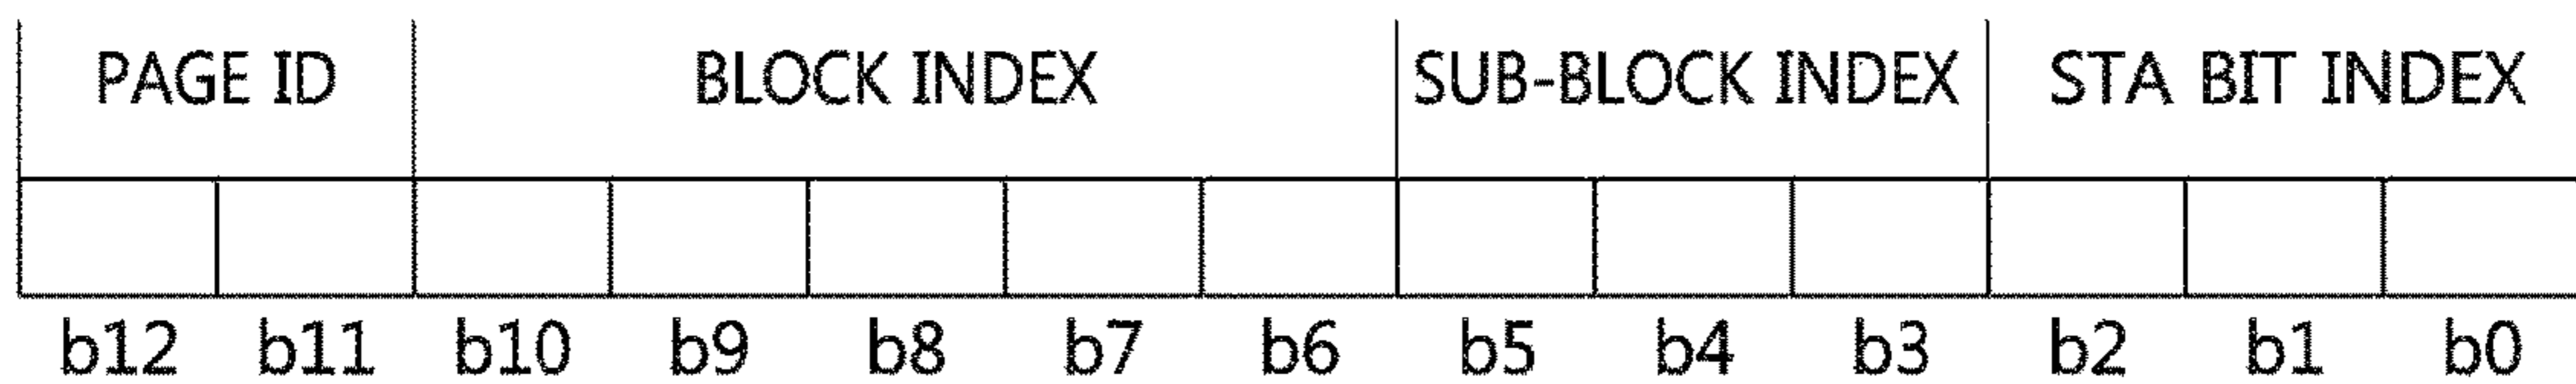 PAGE ID BLOCK INDEX SUB-BLOCK INDEX STA BIT INDEX
b12 b11 b10 b9 b8 b7 b6 b5 b4 b3 b2 b1 b0